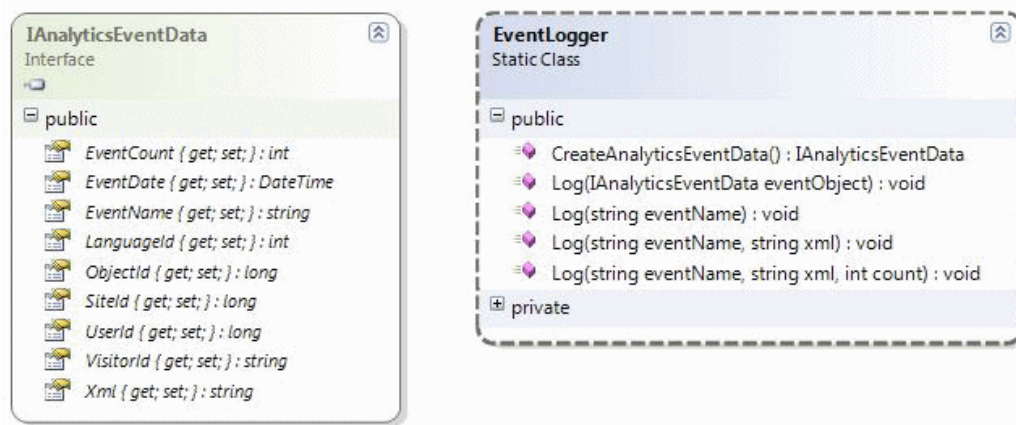 IAnalyticsEventData
Interface
public
EventCount { get; set; } : int
EventDate { get; set; } : DateTime
EventName { get; set; } : string
LanguageId { get; set; } : int
ObjectId { get; set; } : long
SiteId { get; set; } : long
UserId { get; set; } : long
VisitorId { get; set; } : string
Xml { get; set; } : string
EventLogger
Static Class
public
CreateAnalyticsEventData() : IAnalyticsEventData
Log(IAnalyticsEventData eventObject) : void
Log(string eventName) : void
Log(string eventName, string xml) : void
Log(string eventName, string xml, int count) : void
private